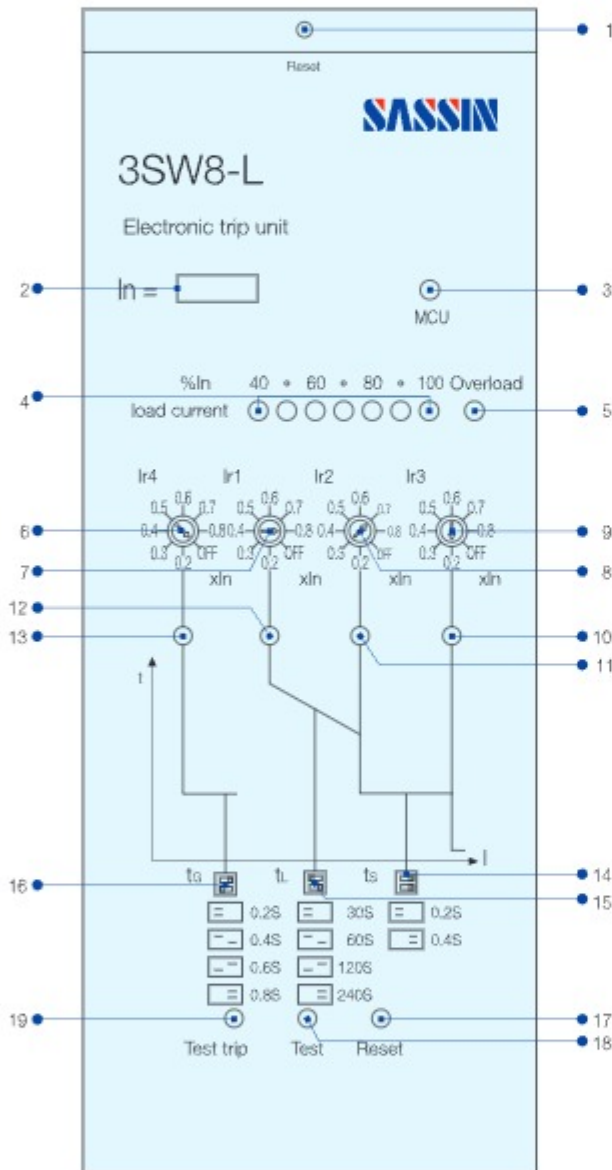 1
Reset
SASSIN
3SW8-L
Electronic trip unit
2
In =
3
MCU
%In 40 • 60 • 80 • 100 Overload
4
load current
5
Ir4 Ir1 Ir2 Ir3
0.6 0.6 0.6 0.6
0.5 0.7 0.5 0.7 0.5 0.7 0.5 0.7
6
0.4 0.8 0.4 0.8 0.4 0.8 0.4 0.8
9
0.3 OFF 0.3 OFF 0.3 OFF 0.3 OFF
0.2 0.2 0.2 0.2
7
xIn xIn xIn xIn
8
12
13
10
11
t
I
14
tG tL tS
16
15
0.2S 30S 0.2S
0.4S 60S 0.4S
0.6S 120S
0.8S 240S
19
17
18
Test trip Test Reset